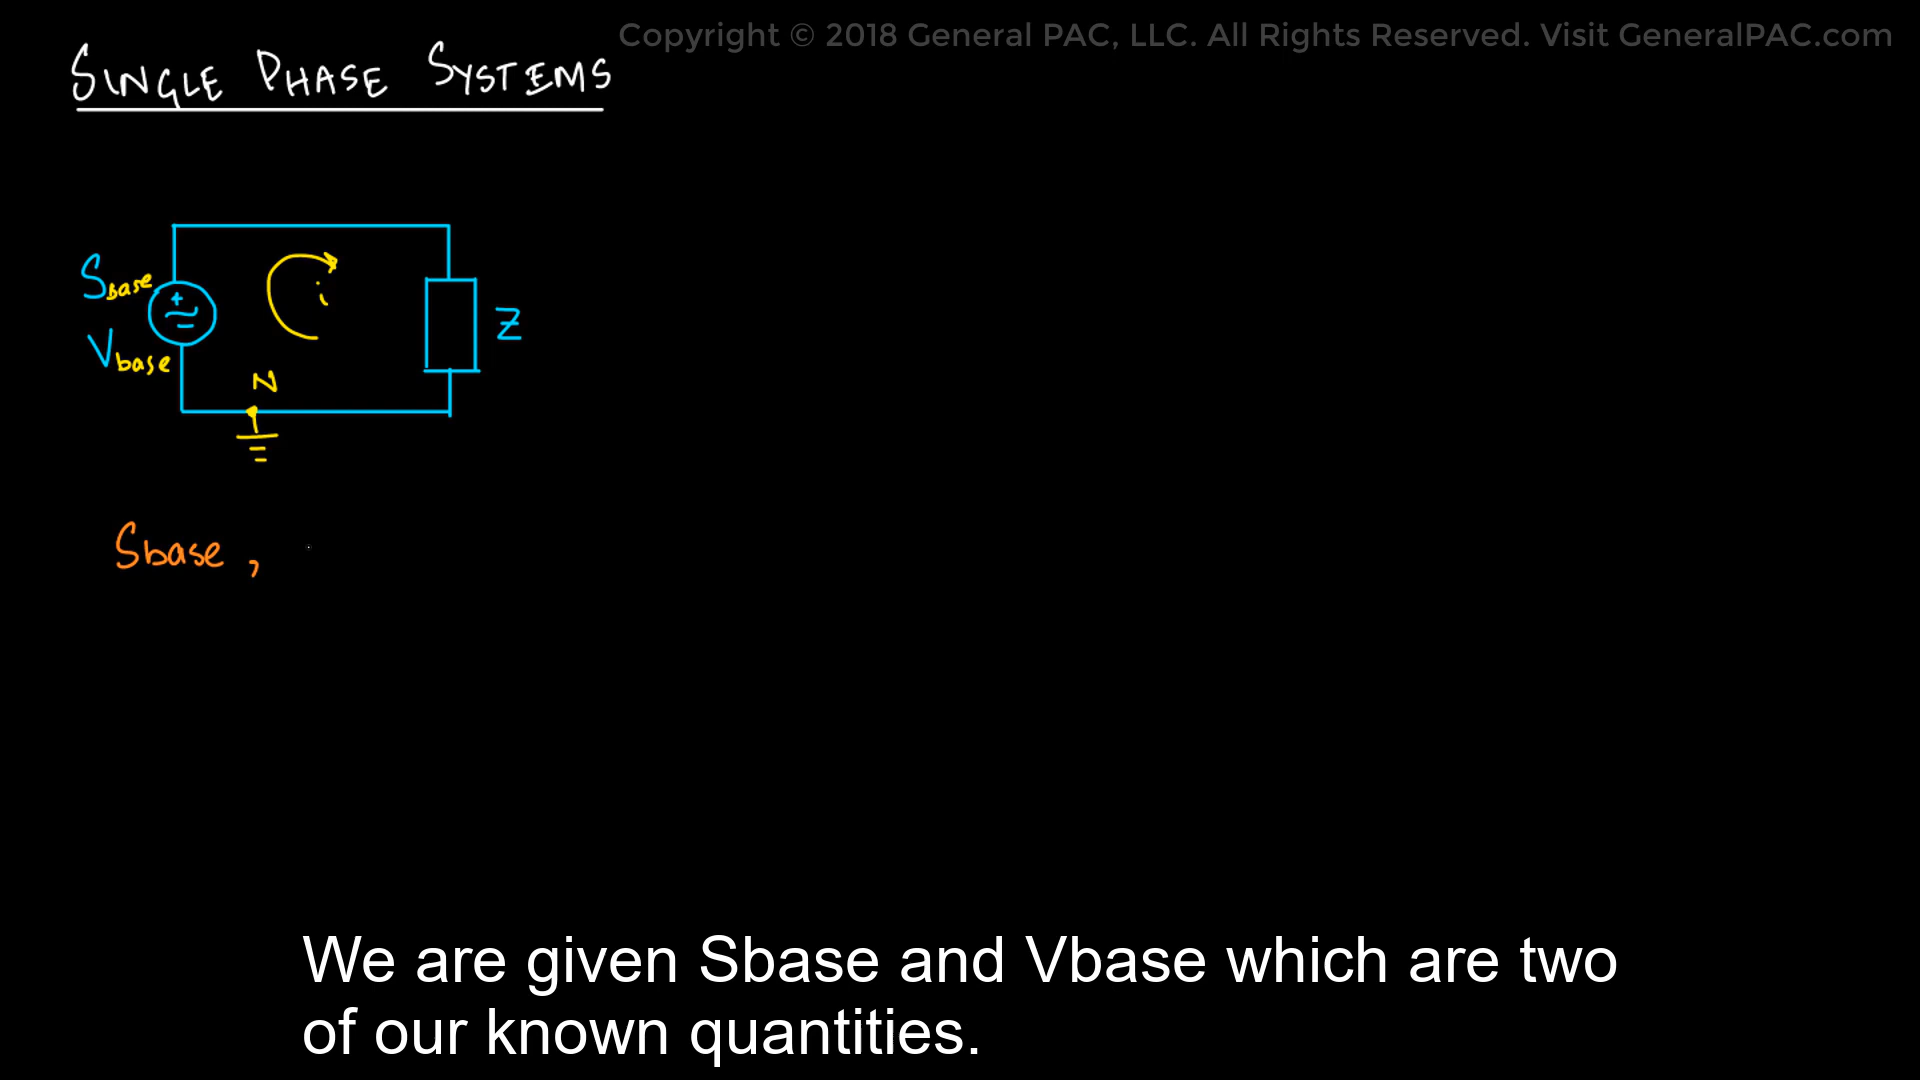 Copyright © 2018 General PAC, LLC. All Rights Reserved. Visit GeneralPAC.com
SINGLE PHASE SYSTEMS
Sbase
+
i
Vbase
Z
N
Sbase ,
We are given Sbase and Vbase which are two
of our known quantities.